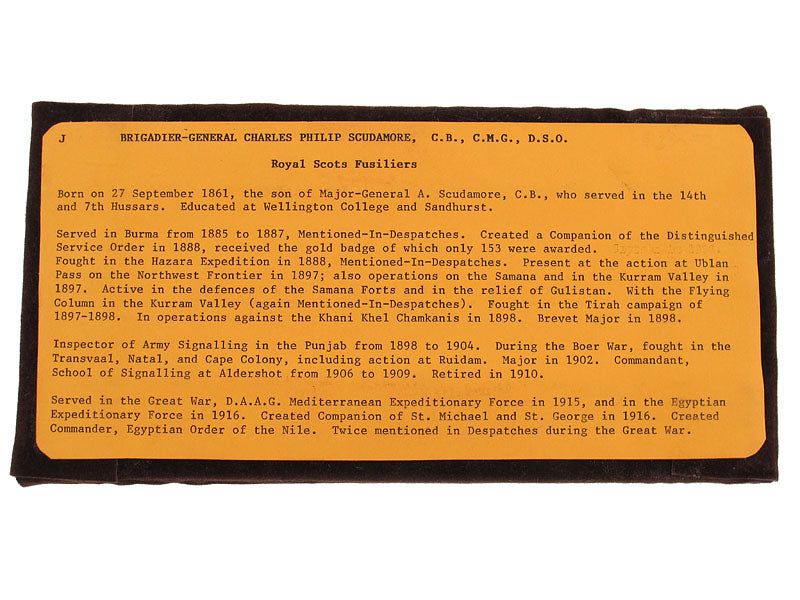 J BRIGADIER-GENERAL CHARLES PHILIP SCUDAMORE, C.B., C.M.G., D.S.O.
Royal Scots Fusiliers
Born on 27 September 1861, the son of Major-General A. Scudamore, C.B., who served in the 14th
and 7th Hussars. Educated at Wellington College and Sandhurst.
Served in Burma from 1885 to 1887, Mentioned-In-Despatches. Created a Companion of the Distinguished
Service Order in 1888, received the gold badge of which only 153 were awarded.
Fought in the Hazara Expedition in 1888, Mentioned-In-Despatches. Present at the action at Ublan
Pass on the Northwest Frontier in 1897; also operations on the Samana and in the Kurram Valley in
1897. Active in the defences of the Samana Forts and in the relief of Gulistan. With the Flying
Column in the Kurram Valley (again Mentioned-In-Despatches). Fought in the Tirah campaign of
1897-1898. In operations against the Khani Khel Chamkanis in 1898. Brevet Major in 1898.
Inspector of Army Signalling in the Punjab from 1898 to 1904. During the Boer War, fought in the
Transvaal, Natal, and Cape Colony, including action at Ruidam. Major in 1902. Commandant,
School of Signalling at Aldershot from 1906 to 1909. Retired in 1910.
Served in the Great War, D.A.A.G. Mediterranean Expeditionary Force in 1915, and in the Egyptian
Expeditionary Force in 1916. Created Companion of St. Michael and St. George in 1916. Created
Commander, Egyptian Order of the Nile. Twice mentioned in Despatches during the Great War.